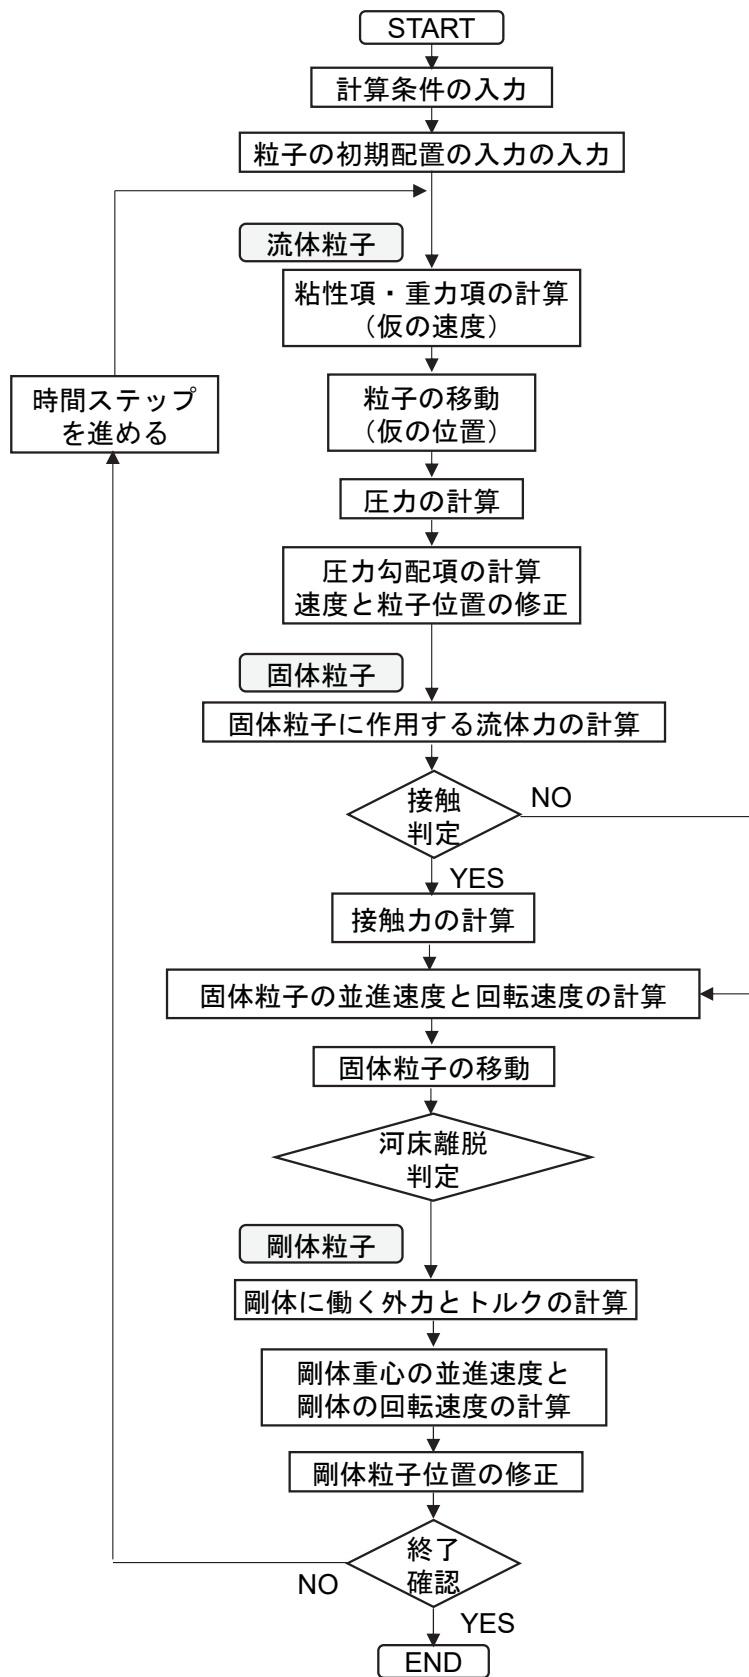 START
計算条件の入力
粒子の初期配置の入力の入力
流体粒子
粘性項・重力項の計算
（仮の速度）
時間ステップ
を進める
粒子の移動
（仮の位置）
圧力の計算
圧力勾配項の計算
速度と粒子位置の修正
固体粒子
固体粒子に作用する流体力の計算
接触
判定
NO
YES
接触力の計算
固体粒子の並進速度と回転速度の計算
固体粒子の移動
河床離脱
判定
剛体粒子
剛体に働く外力とトルクの計算
剛体重心の並進速度と
剛体の回転速度の計算
剛体粒子位置の修正
終了
確認
NO
YES
END